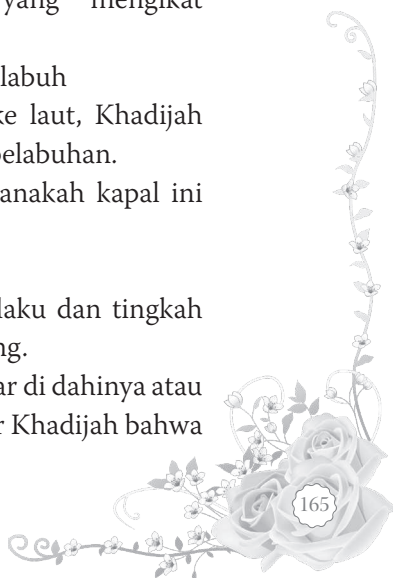 yang mengikat
labuh
ke laut, Khadijah
pelabuhan.
anakah kapal ini
laku dan tingkah
ng.
ar di dahinya atau
r Khadijah bahwa
165